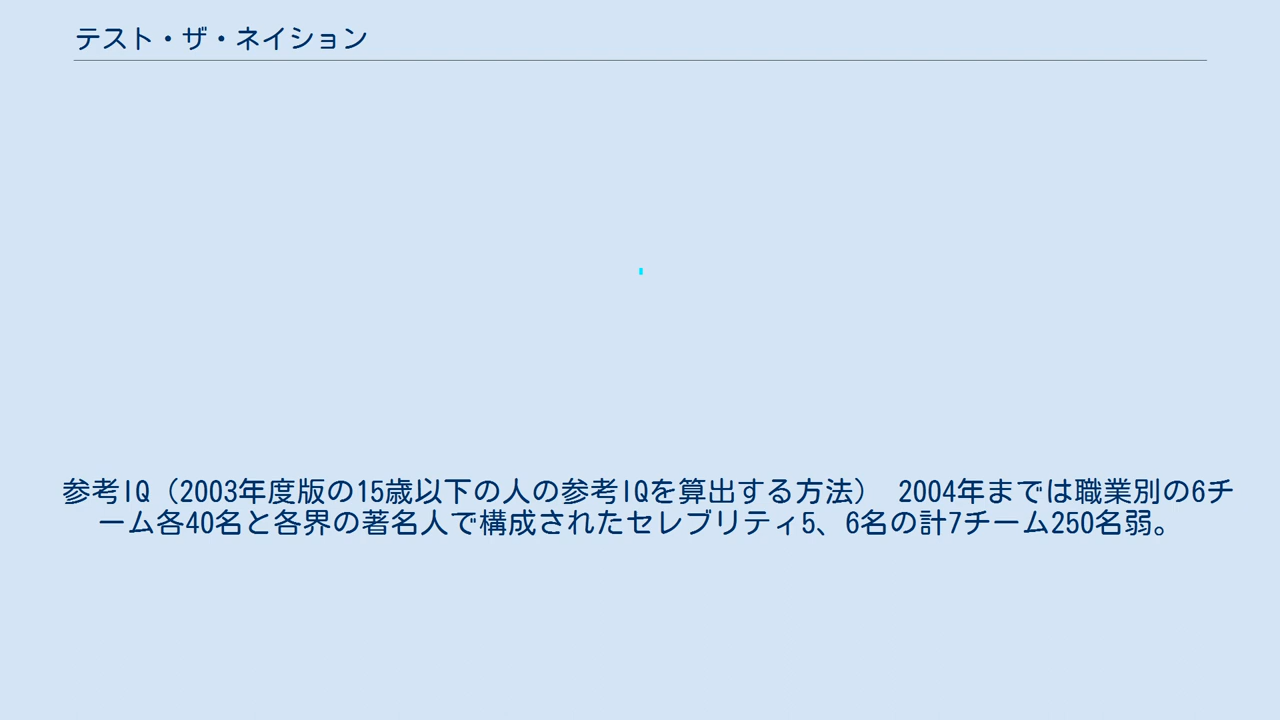 テスト・ザ・ネイション
参考IQ（2003年度版の15歳以下の人の参考IQを算出する方法）　2004年までは職業別の6チ
ーム各40名と各界の著名人で構成されたセレブリティ5、6名の計7チーム250名弱。